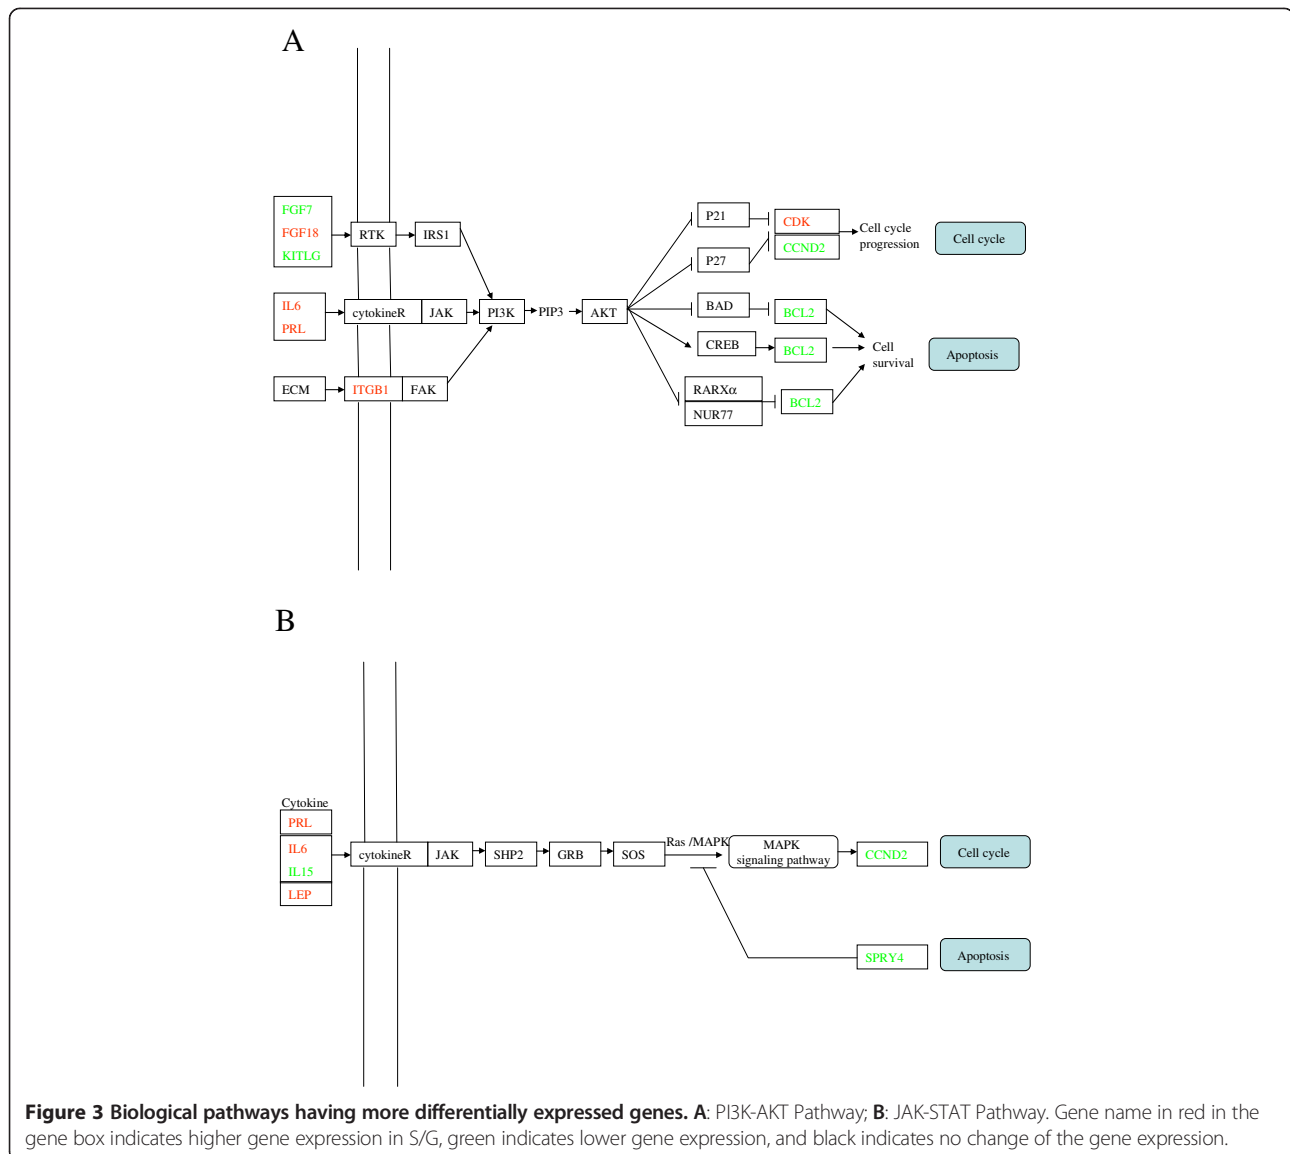 A
FGF7
FGF18
KITLG
RTK
IRS1
IL6
PRL
cytokineR
JAK
PI3K
PIP3
AKT
ECM
ITGB1
FAK
P21
P27
CDK
CCND2
Cell cycle
progression
Cell cycle
BAD
BCL2
CREB
BCL2
Cell
survival
Apoptosis
RARXα
NUR77
BCL2
B
Cytokine
PRL
IL6
IL15
LEP
cytokineR
JAK
SHP2
GRB
SOS
Ras /MAPK
MAPK
signaling pathway
CCND2
Cell cycle
SPRY4
Apoptosis
Figure 3 Biological pathways having more differentially expressed genes. A: PI3K-AKT Pathway; B: JAK-STAT Pathway. Gene name in red in the
gene box indicates higher gene expression in S/G, green indicates lower gene expression, and black indicates no change of the gene expression.